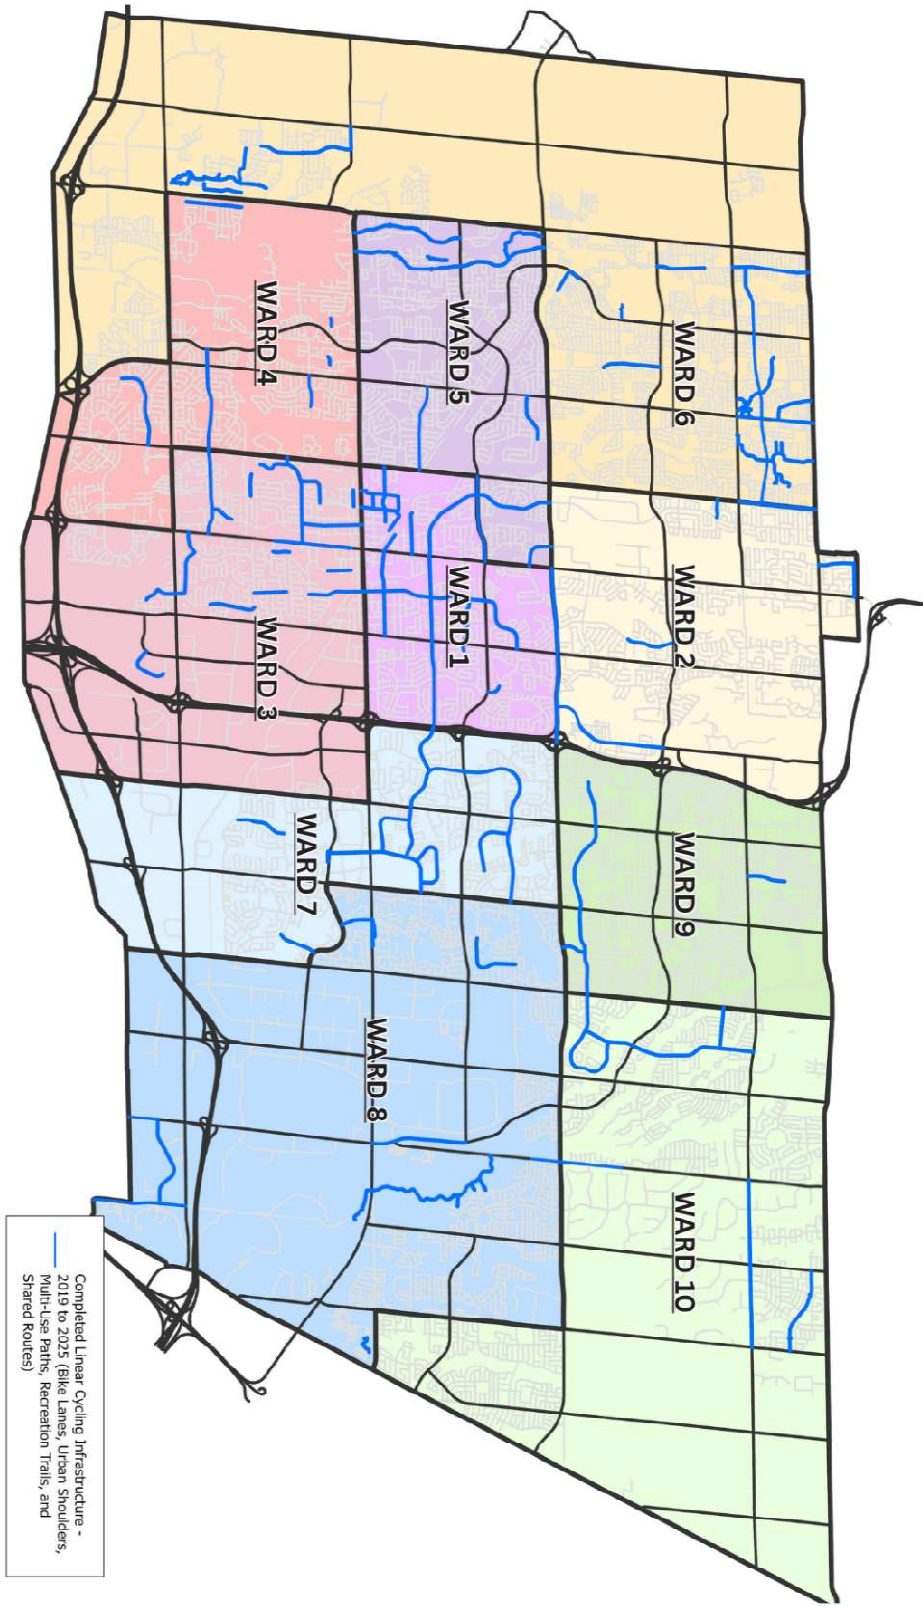 WARD 6
WARD 2
WARD 9
WARD 10
WARD 5
WARD 1
WARD 8
WARD 4
WARD 3
WARD 7
Completed Linear Cycling Infrastructure -
2019 to 2025 (Bike Lanes, Urban Shoulders,
Multi-Use Paths, Recreation Trails, and
Shared Routes)